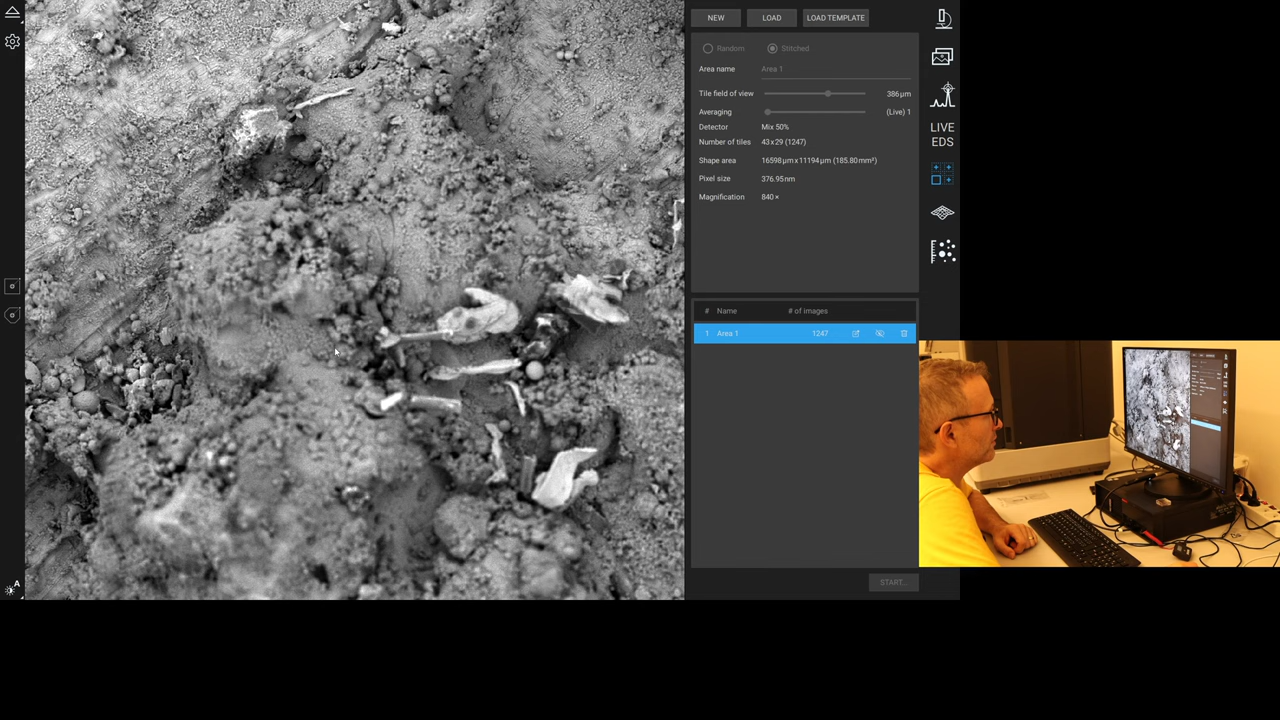 NEW LOAD LOAD TEMPLATE
Random Stitched
Area name Area 1
Tile field of view 386 µm
Averaging (Live) 1
Detector Mix 50%
Number of tiles 43 x 29 (1247)
Shape area 16598 µm x 11194 µm (185.80 mm²)
Pixel size 376.95 nm
Magnification 840 ×
LIVE
EDS
# Name # of images
1 Area 1 1247
START...
A